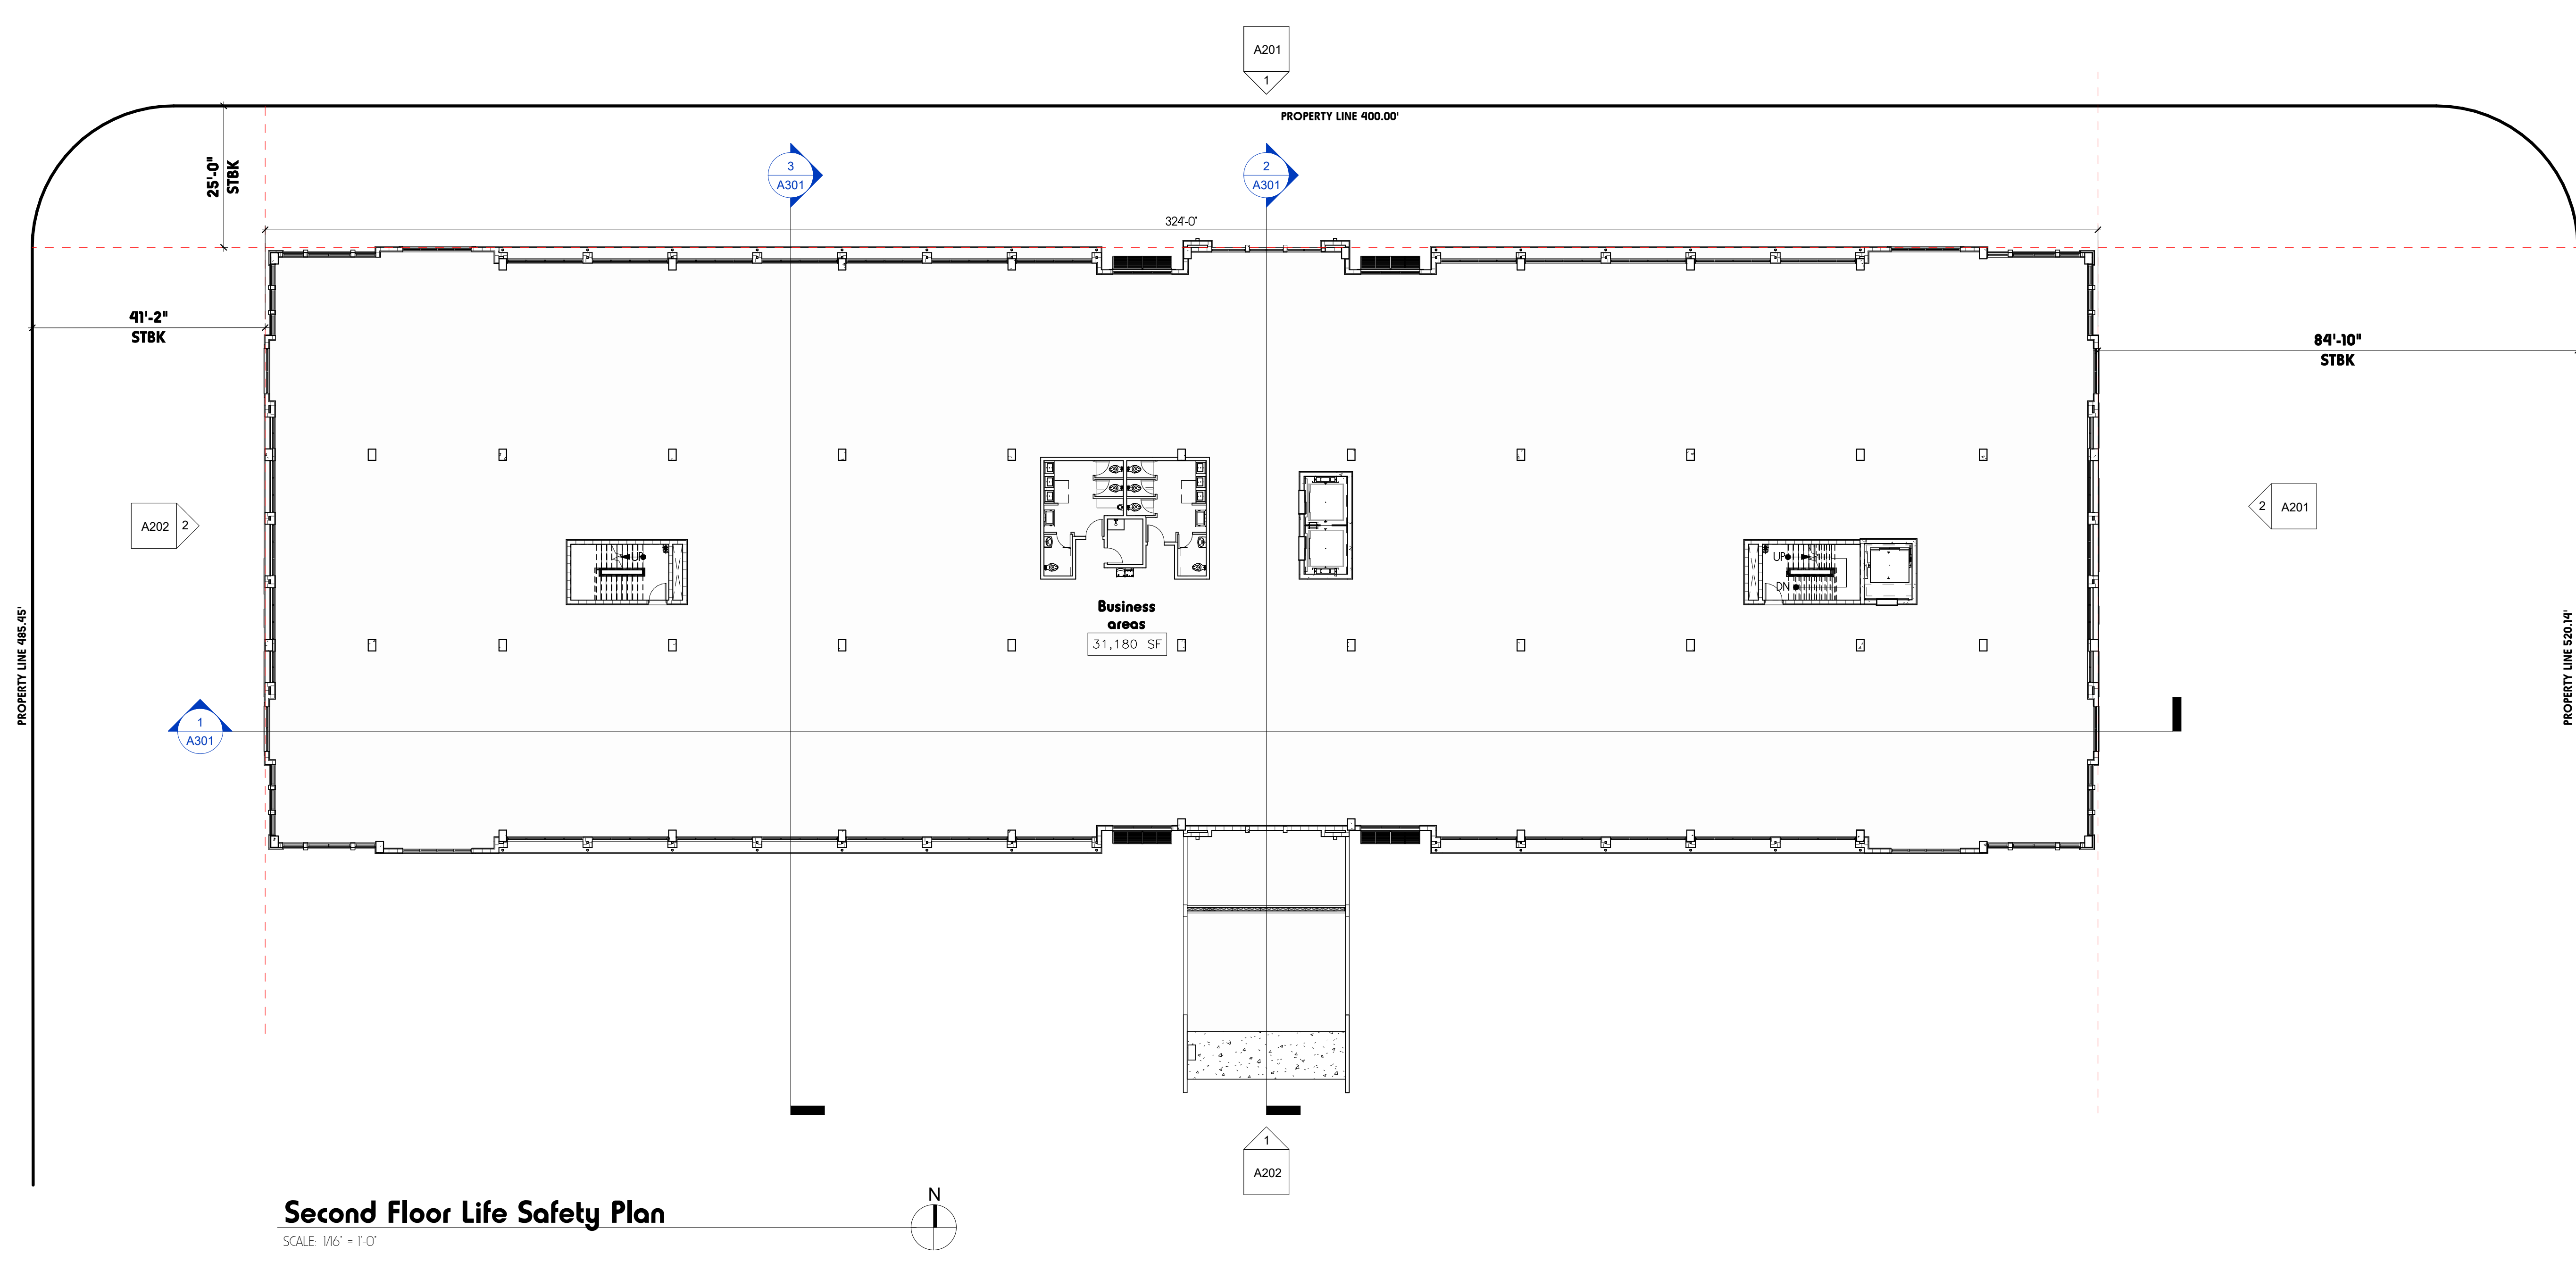 A201
1
PROPERTY LINE 400.00'
25'-0"
STBK
3
A301
2
A301
324'-0"
41'-2"
STBK
84'-10"
STBK
A202 2
2 A201
UP
UP
DN
Business
areas
31,180 SF
PROPERTY LINE 485.45'
PROPERTY LINE 520.14'
1
A301
1
A202
Second Floor Life Safety Plan
SCALE: 1/16" = 1'-0"
N